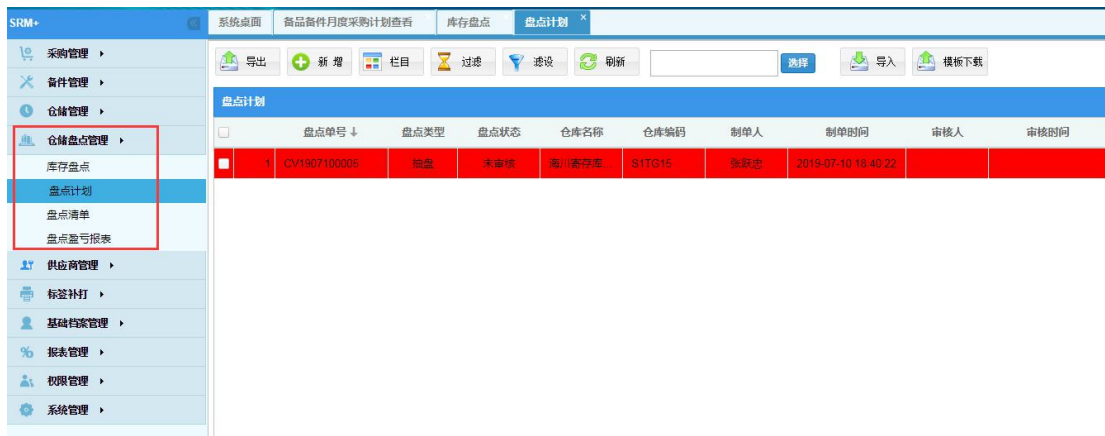 SRM+
系统桌面 备品备件月度采购计划查看 库存盘点 盘点计划 ×
采购管理
备件管理
仓储管理
仓储盘点管理
库存盘点
盘点计划
盘点清单
盘点盈亏报表
供应商管理
标签补打
基础档案管理
报表管理
权限管理
系统管理
导出 新增 栏目 过滤 滤设 刷新 选择 导入 模板下载
盘点计划
盘点单号↓ 盘点类型 盘点状态 仓库名称 仓库编码 制单人 制单时间 审核人 审核时间
1 CV1907100005 抽盘 未审核 海川寄存库... S1TG15 张跃忠 2019-07-10 18:40:22